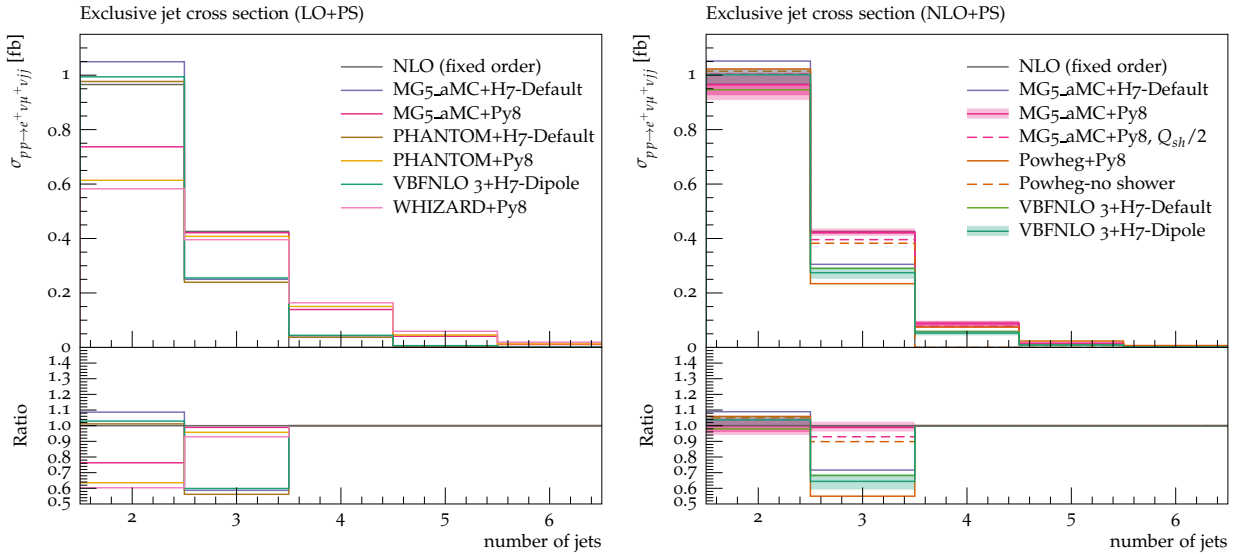 Exclusive jet cross section (LO+PS)
σpp→e⁺νμ⁺νjj [fb]
1
0.8
0.6
0.4
0.2
0
NLO (fixed order)
MG5_aMC+H7-Default
MG5_aMC+Py8
PHANTOM+H7-Default
PHANTOM+Py8
VBFNLO 3+H7-Dipole
WHIZARD+Py8
Ratio
1.4
1.3
1.2
1.1
1.0
0.9
0.8
0.7
0.6
0.5
2 3 4 5 6
number of jets
Exclusive jet cross section (NLO+PS)
σpp→e⁺νμ⁺νjj [fb]
1
0.8
0.6
0.4
0.2
0
NLO (fixed order)
MG5_aMC+H7-Default
MG5_aMC+Py8
MG5_aMC+Py8, Qsh/2
Powheg+Py8
Powheg-no shower
VBFNLO 3+H7-Default
VBFNLO 3+H7-Dipole
Ratio
1.4
1.3
1.2
1.1
1.0
0.9
0.8
0.7
0.6
0.5
2 3 4 5 6
number of jets